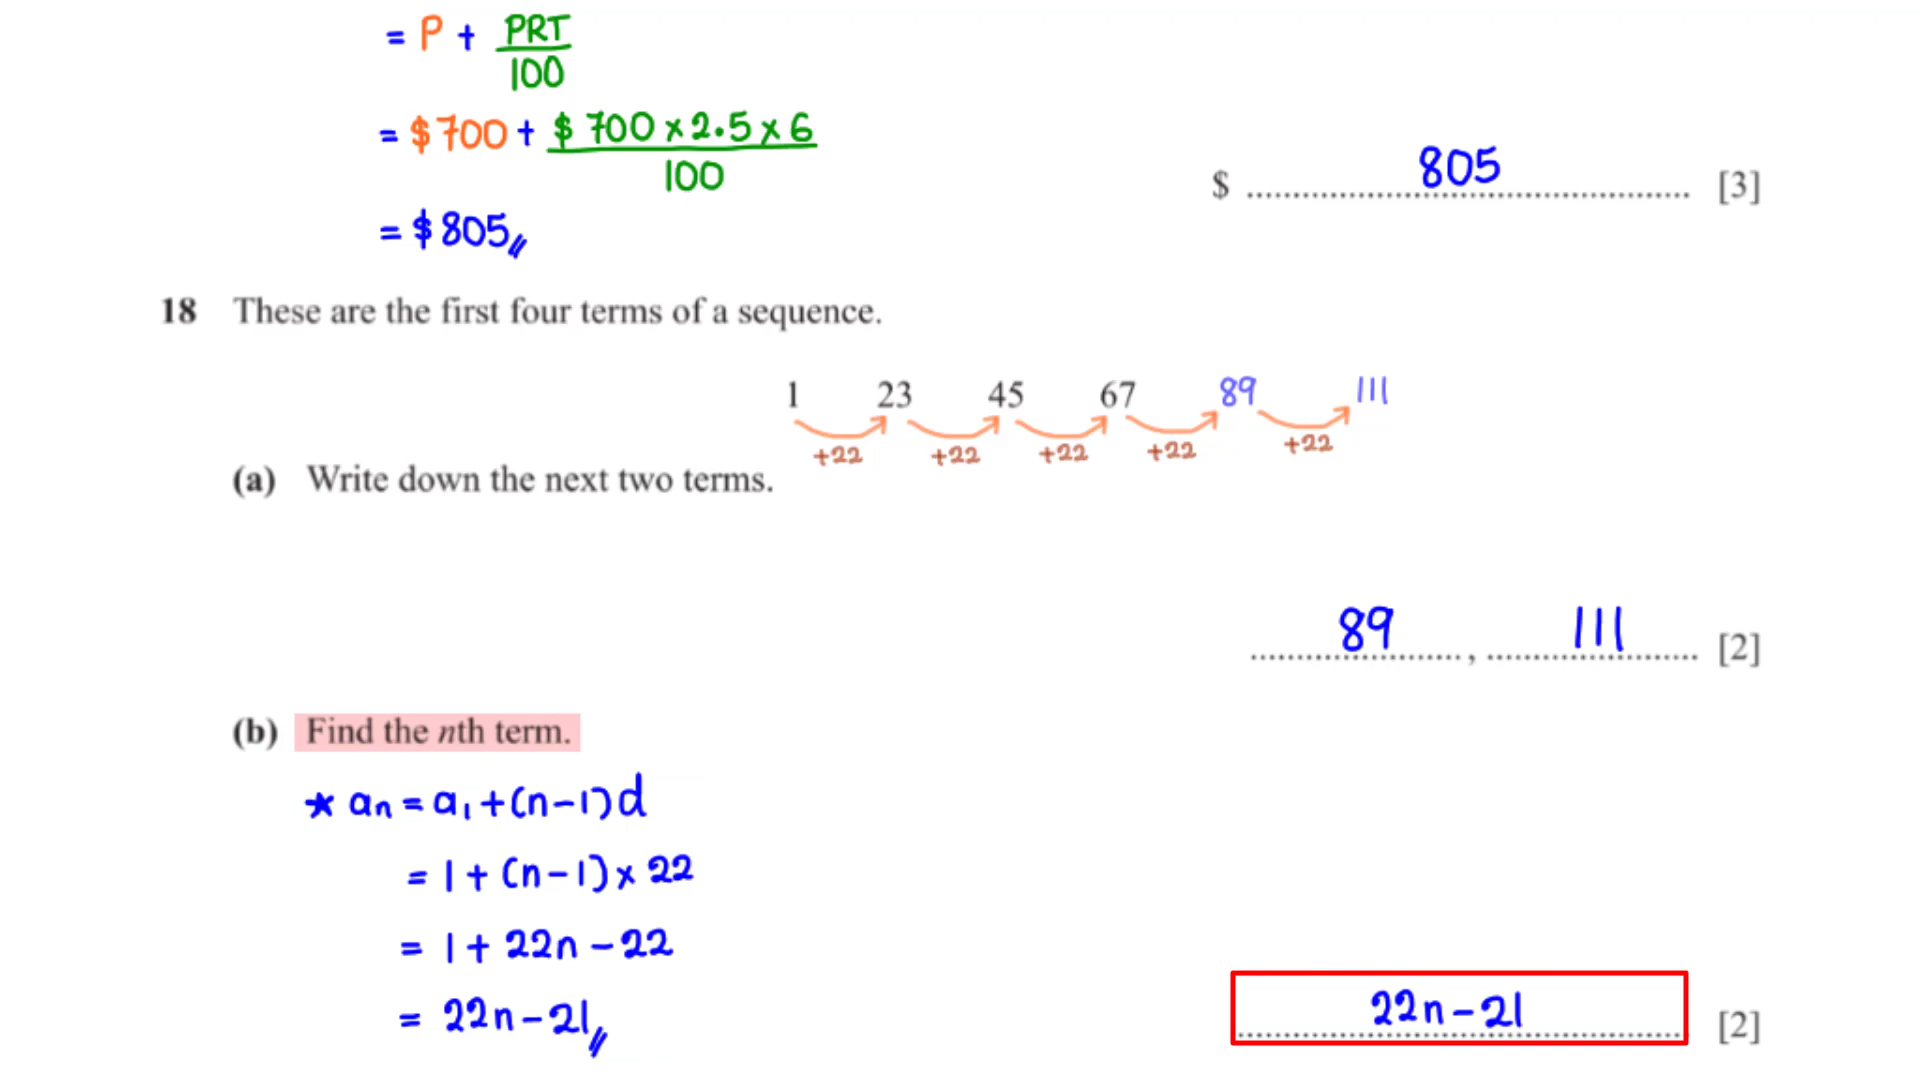 = P + PRT/100
= $700 + $ 700 × 2.5 × 6/100
$ 805 [3]
= $805
18 These are the first four terms of a sequence.
1 23 45 67 89 111
+22 +22 +22 +22 +22
(a) Write down the next two terms.
89 , 111 [2]
(b) Find the nth term.
* an = a1 + (n-1)d
= 1 + (n-1) × 22
= 1 + 22n - 22
= 22n - 21
22n - 21 [2]